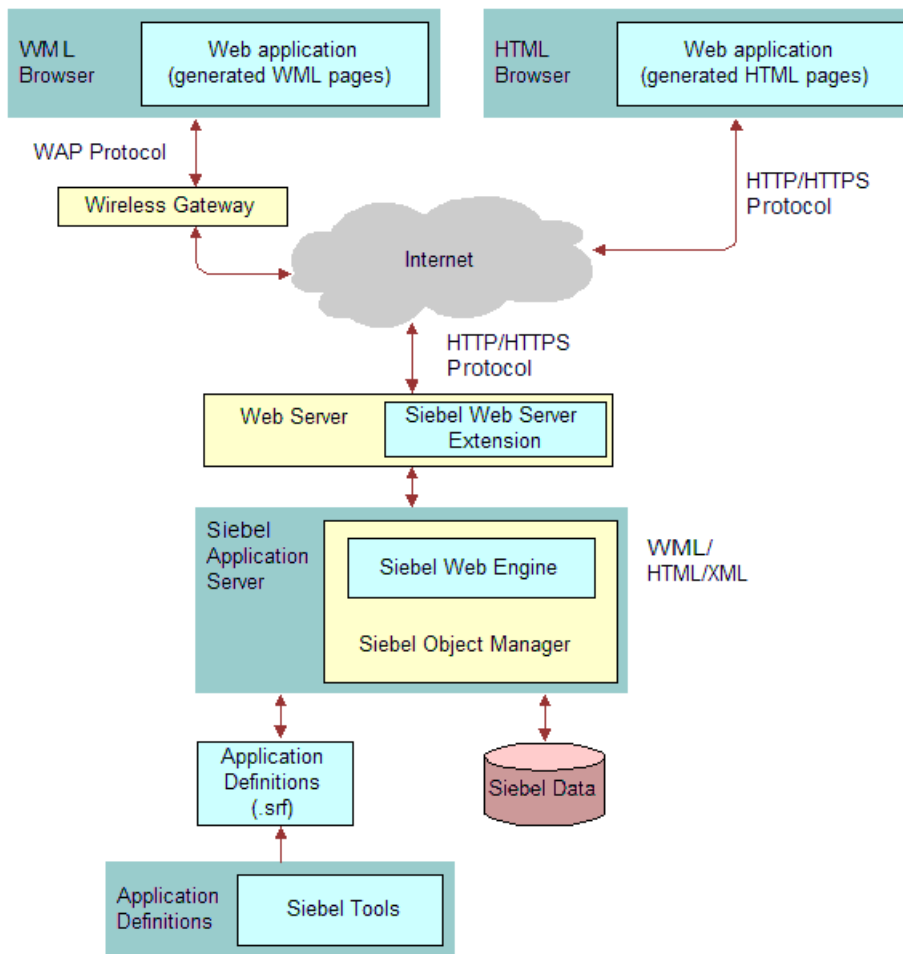 WML
Browser
Web application
(generated WML pages)
HTML
Browser
Web application
(generated HTML pages)
WAP Protocol
HTTP/HTTPS
Protocol
Wireless Gateway
Internet
HTTP/HTTPS
Protocol
Web Server
Siebel Web Server
Extension
Siebel
Application
Server
Siebel Web Engine
Siebel Object Manager
WML/
HTML/XML
Application
Definitions
(.srf)
Siebel Data
Application
Definitions
Siebel Tools